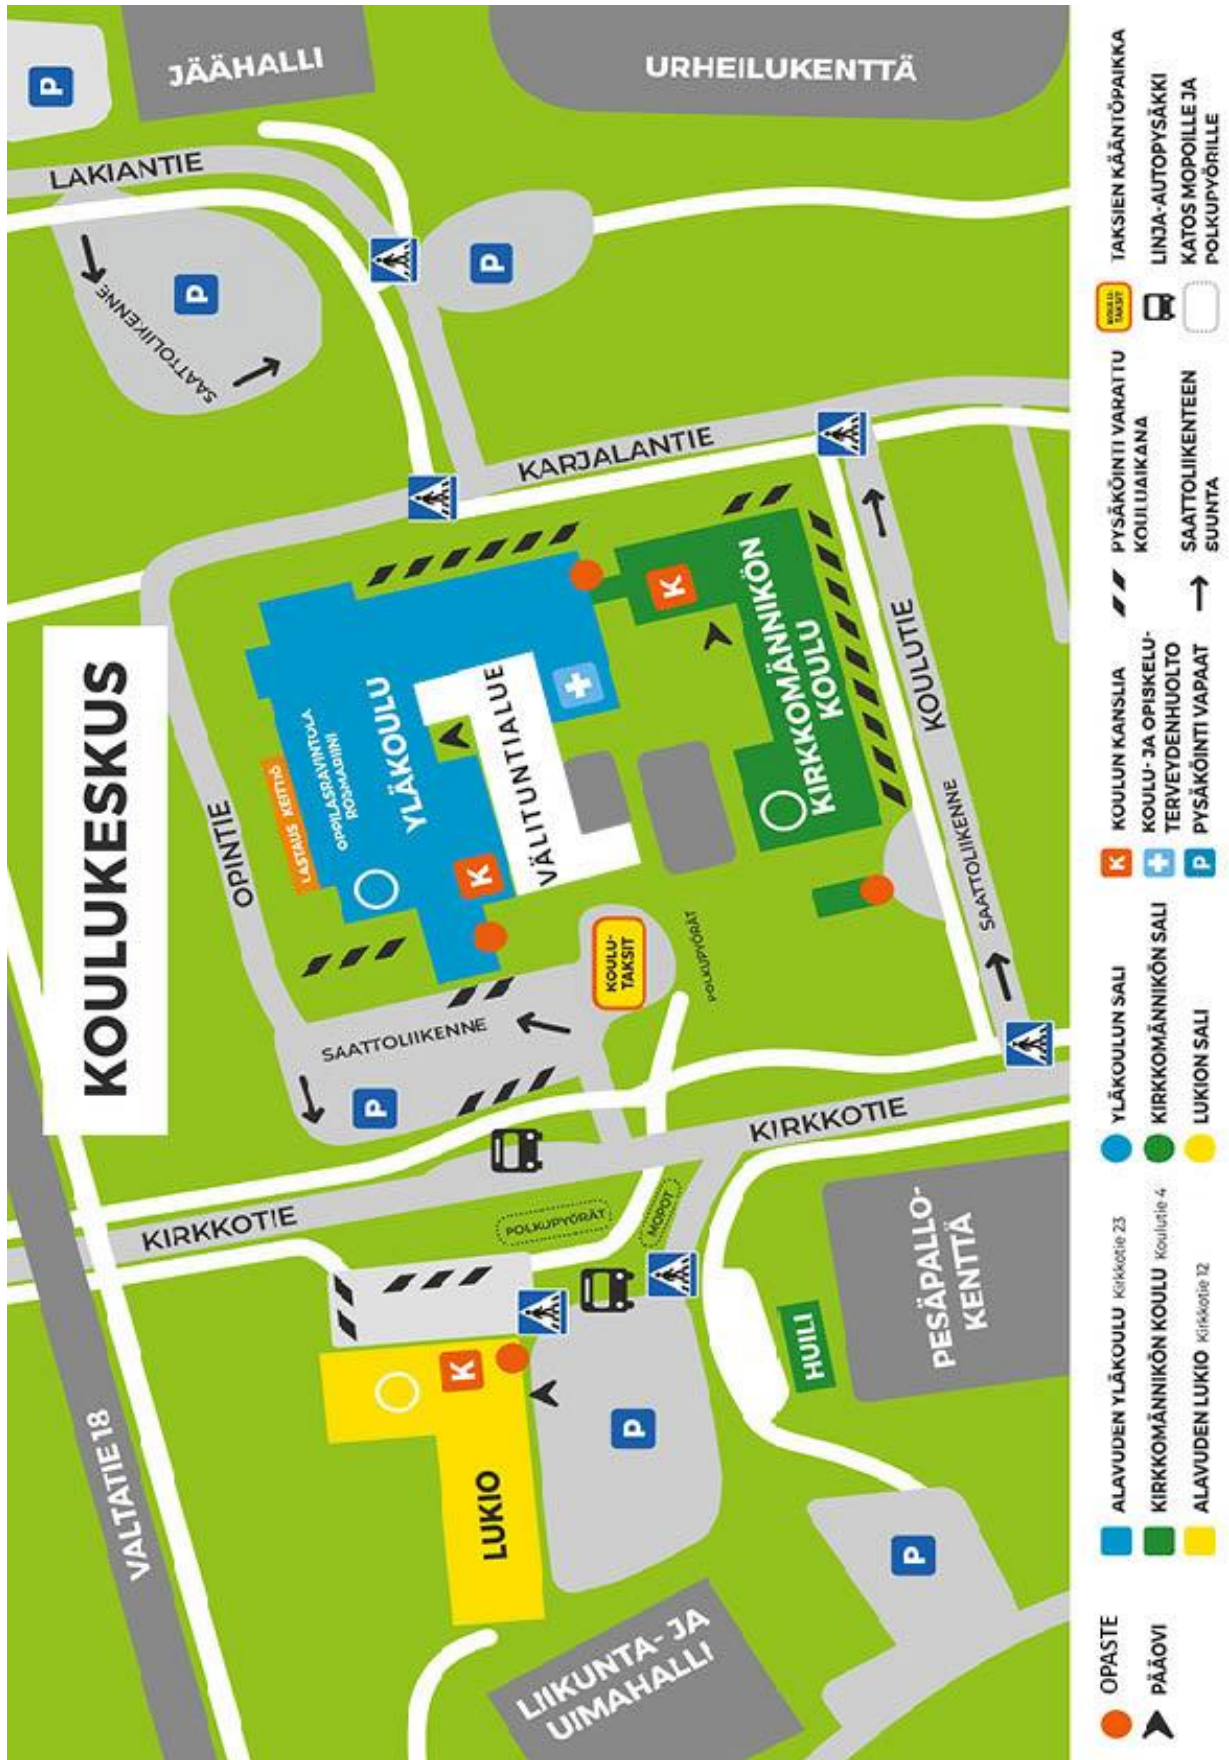 KOULUKESKUS
VALTATIE 18
KIRKKOTIE
OPINTIE
LAKIANTIE
JÄÄHALLI
URHEILUKENTTÄ
P
P
P
SAATTOLIIKENNE
KARJALANTIE
LASTAUS KEITTIÖ
OPPILASRAVINTOLA
ROSMARIINI
YLÄKOULU
K
VÄLITUNTIALUE
SAATTOLIIKENNE
P
KOULU-
TAKSIT
POLKUPYÖRÄT
K
KIRKKOMÄNNIKÖN
KOULU
KOULUTIE
SAATTOLIIKENNE
KIRKKOTIE
POLKUPYÖRÄT
MOPOT
K
LUKIO
P
HUILI
PESÄPALLO-
KENTTÄ
P
LIIKUNTA- JA
UIMAHALLI
OPASTE
PÄÄOVI
ALAVUDEN YLÄKOULU Kirkkotie 23
KIRKKOMÄNNIKÖN KOULU Koulutie 4
ALAVUDEN LUKIO Kirkkotie 12
YLÄKOULUN SALI
KIRKKOMÄNNIKÖN SALI
LUKION SALI
K KOULUN KANSLIA
KOULU- JA OPISKELU-
TERVEYDENHUOLTO
P PYSÄKÖINTI VAPAAT
PYSÄKÖINTI VARATTU
KOULUAIKANA
SAATTOLIIKENTEEN
SUUNTA
KOULU-
TAKSIT
TAKSIEN KÄÄNTÖPAIKKA
LINJA-AUTOPYSÄKKI
KATOS MOPOILLE JA
POLKUPYÖRILLE